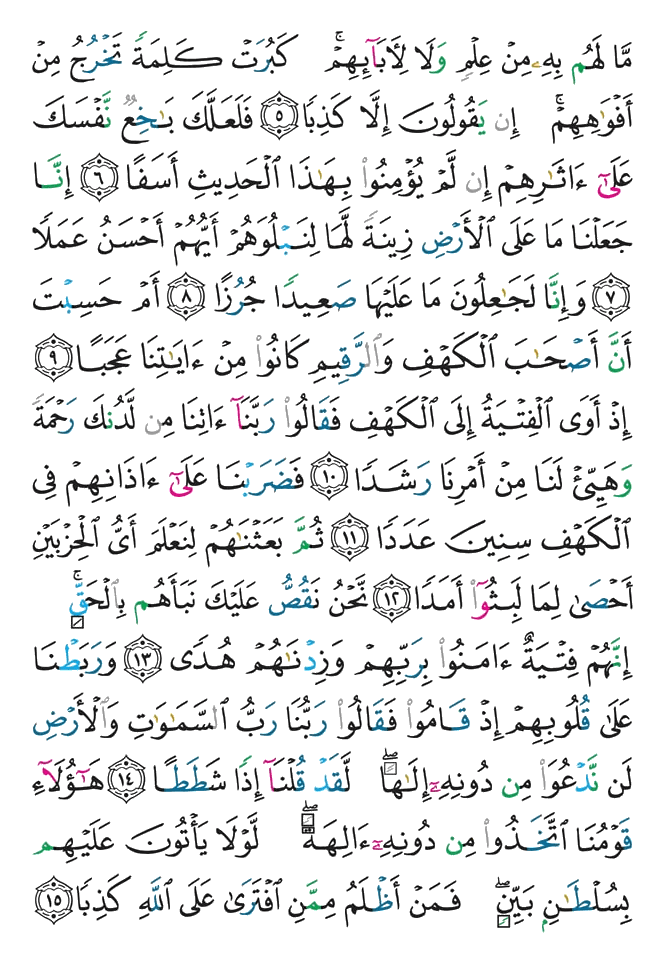 مَّا لَهُم بِهِۦ مِنْ عِلْمٍ وَلَا لِأَبَآئِهِمْ ۚ كَبُرَتْ كَلِمَةً تَخْرُجُ مِنْ
أَفْوَٰهِهِمْ ۚ إِن يَقُولُونَ إِلَّا كَذِبًا ۝٥ فَلَعَلَّكَ بَـٰخِعٌ نَّفْسَكَ
عَلَىٰٓ ءَاثَـٰرِهِمْ إِن لَّمْ يُؤْمِنُوا۟ بِهَـٰذَا ٱلْحَدِيثِ أَسَفًا ۝٦ إِنَّا
جَعَلْنَا مَا عَلَى ٱلْأَرْضِ زِينَةً لَّهَا لِنَبْلُوَهُمْ أَيُّهُمْ أَحْسَنُ عَمَلًا
۝٧ وَإِنَّا لَجَـٰعِلُونَ مَا عَلَيْهَا صَعِيدًا جُرُزًا ۝٨ أَمْ حَسِبْتَ
أَنَّ أَصْحَـٰبَ ٱلْكَهْفِ وَٱلرَّقِيمِ كَانُوا۟ مِنْ ءَايَـٰتِنَا عَجَبًا ۝٩
إِذْ أَوَى ٱلْفِتْيَةُ إِلَى ٱلْكَهْفِ فَقَالُوا۟ رَبَّنَآ ءَاتِنَا مِن لَّدُنكَ رَحْمَةً
وَهَيِّئْ لَنَا مِنْ أَمْرِنَا رَشَدًا ۝١٠ فَضَرَبْنَا عَلَىٰٓ ءَاذَانِهِمْ فِى
ٱلْكَهْفِ سِنِينَ عَدَدًا ۝١١ ثُمَّ بَعَثْنَـٰهُمْ لِنَعْلَمَ أَىُّ ٱلْحِزْبَيْنِ
أَحْصَىٰ لِمَا لَبِثُوٓا۟ أَمَدًا ۝١٢ نَّحْنُ نَقُصُّ عَلَيْكَ نَبَأَهُم بِٱلْحَقِّ ۚ
إِنَّهُمْ فِتْيَةٌ ءَامَنُوا۟ بِرَبِّهِمْ وَزِدْنَـٰهُمْ هُدًى ۝١٣ وَرَبَطْنَا
عَلَىٰ قُلُوبِهِمْ إِذْ قَامُوا۟ فَقَالُوا۟ رَبُّنَا رَبُّ ٱلسَّمَـٰوَٰتِ وَٱلْأَرْضِ
لَن نَّدْعُوَا۟ مِن دُونِهِۦٓ إِلَـٰهًا ۖ لَّقَدْ قُلْنَآ إِذًا شَطَطًا ۝١٤ هَـٰٓؤُلَآءِ
قَوْمُنَا ٱتَّخَذُوا۟ مِن دُونِهِۦٓ ءَالِهَةً ۖ لَّوْلَا يَأْتُونَ عَلَيْهِم
بِسُلْطَـٰنٍۭ بَيِّنٍ ۖ فَمَنْ أَظْلَمُ مِمَّنِ ٱفْتَرَىٰ عَلَى ٱللَّهِ كَذِبًا ۝١٥